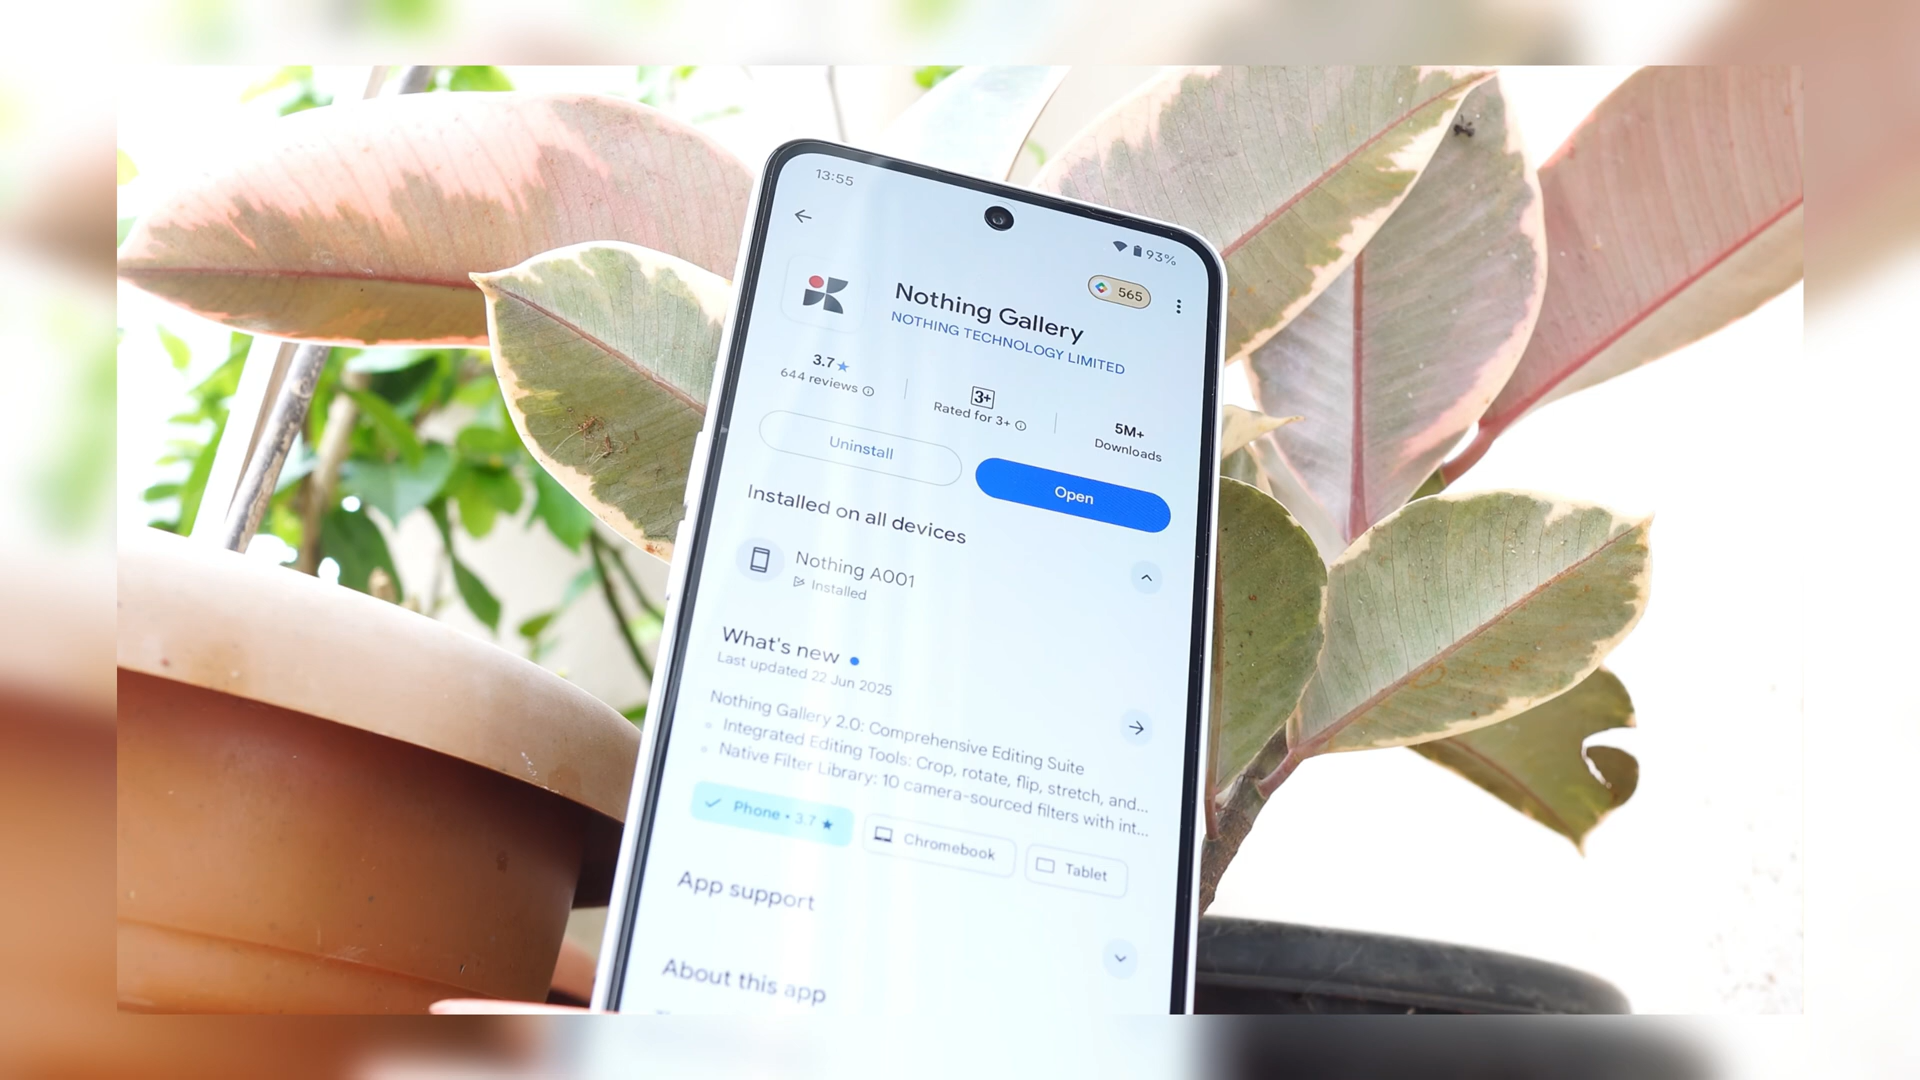 13:55
93%
565
Nothing Gallery
NOTHING TECHNOLOGY LIMITED
3.7★
644 reviews
3+
Rated for 3+
5M+
Downloads
Uninstall
Open
Installed on all devices
Nothing A001
Installed
What's new
Last updated 22 Jun 2025
Nothing Gallery 2.0: Comprehensive Editing Suite
Integrated Editing Tools: Crop, rotate, flip, stretch, and...
Native Filter Library: 10 camera-sourced filters with int...
Phone • 3.7 ★
Chromebook
Tablet
App support
About this app